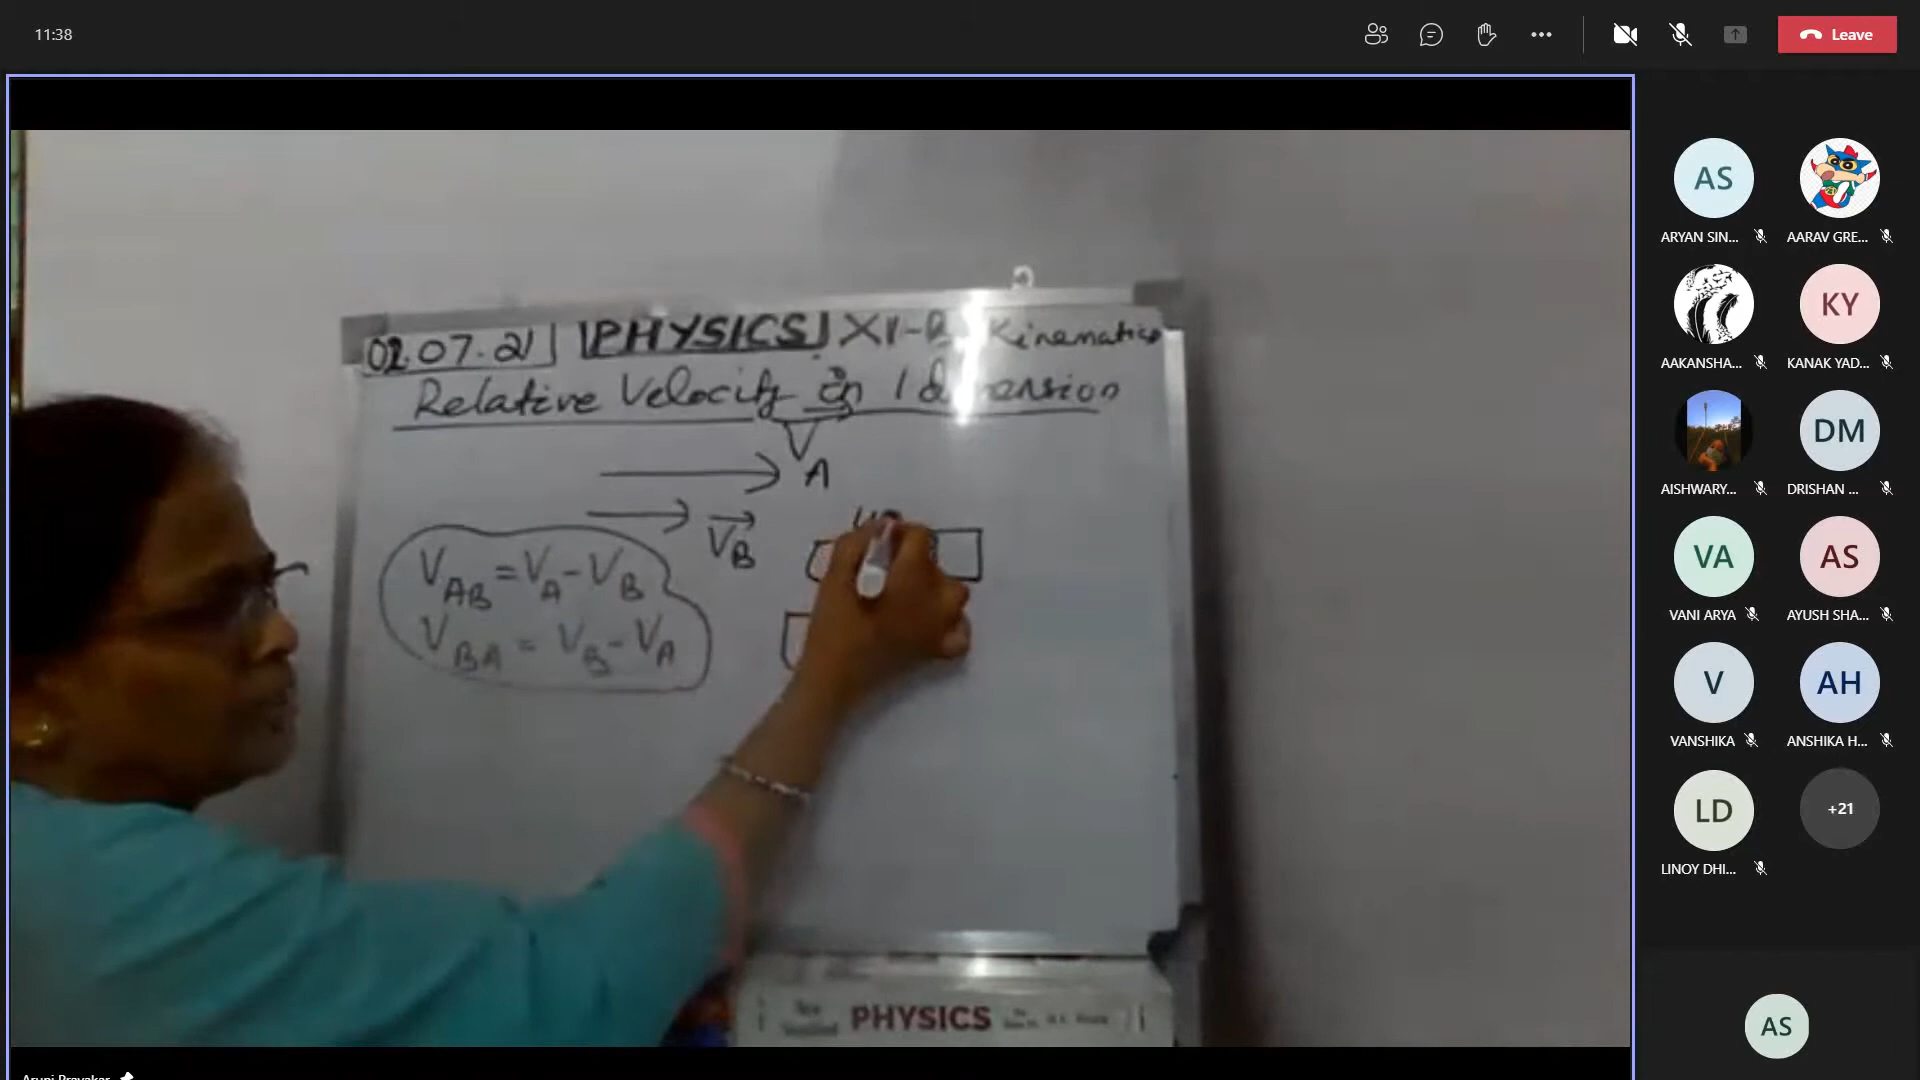 11:38
Leave
02.07.21 PHYSICS XI-B Kinematics
Relative Velocity in 1 dimension
V
A
VB
VAB = VA - VB
VBA = VB - VA
PHYSICS
ARYAN SIN...
AARAV GRE...
AAKANSHA...
KY
KANAK YAD...
AISHWARY...
DM
DRISHAN ...
VA
VANI ARYA
AS
AYUSH SHA...
V
VANSHIKA
AH
ANSHIKA H...
LD
LINOY DHI...
+21
AS
AS